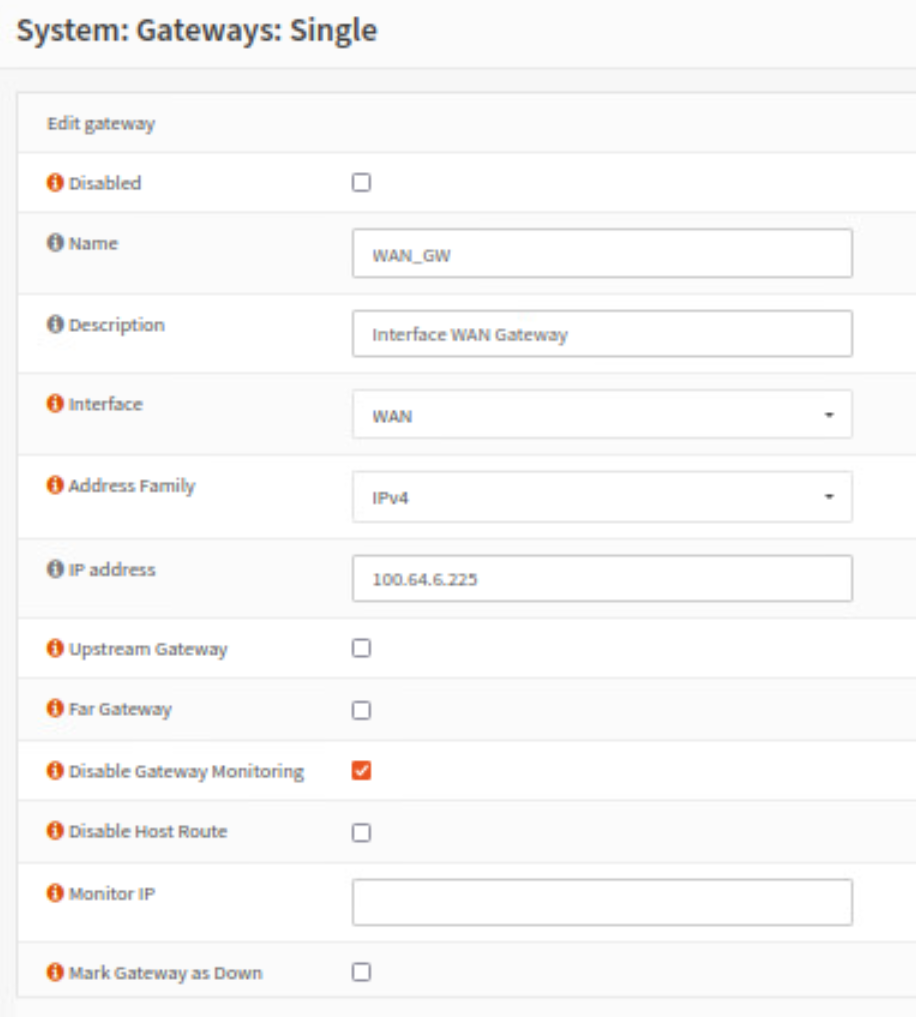 System: Gateways: Single
Edit gateway
Disabled
Name
WAN_GW
Description
Interface WAN Gateway
Interface
WAN
Address Family
IPv4
IP address
100.64.6.225
Upstream Gateway
Far Gateway
Disable Gateway Monitoring
Disable Host Route
Monitor IP
Mark Gateway as Down